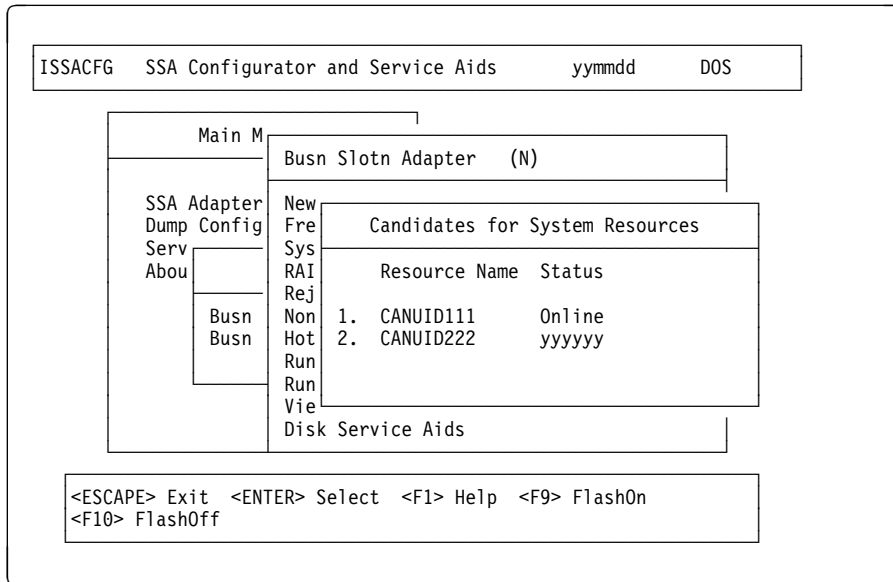 ISSACFG SSA Configurator and Service Aids yymmdd DOS
Main M
Busn Slotn Adapter (N)
SSA Adapter
Dump Config
Serv
Abou
Busn
Busn
New
Fre
Sys
RAI
Rej
Non
Hot
Run
Run
Vie
Disk Service Aids
Candidates for System Resources
Resource Name Status
1. CANUID111 Online
2. CANUID222 yyyyyy
<ESCAPE> Exit <ENTER> Select <F1> Help <F9> FlashOn
<F10> FlashOff